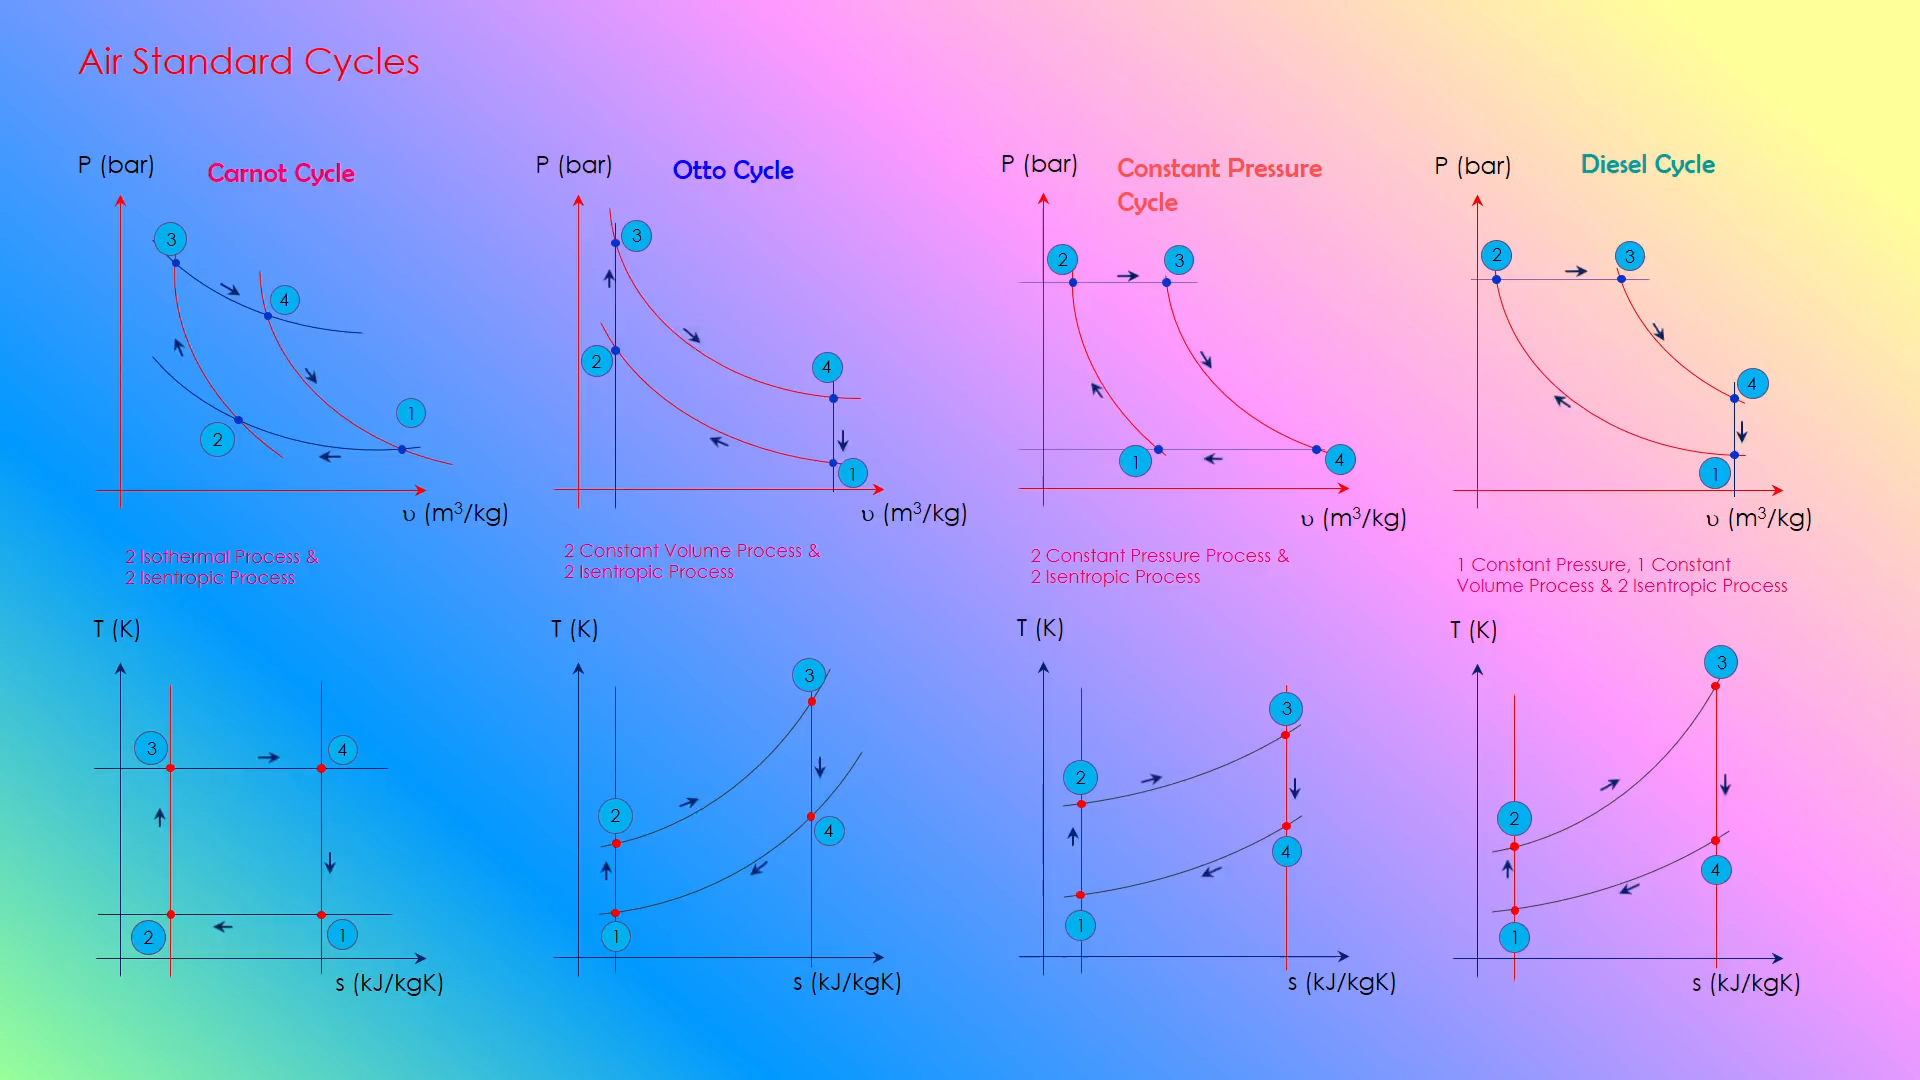 Air Standard Cycles
P (bar)
Carnot Cycle
3
4
1
2
υ (m³/kg)
2 Isothermal Process &
2 Isentropic Process
P (bar)
Otto Cycle
3
2
4
1
υ (m³/kg)
2 Constant Volume Process &
2 Isentropic Process
P (bar)
Constant Pressure
Cycle
2
3
1
4
υ (m³/kg)
2 Constant Pressure Process &
2 Isentropic Process
P (bar)
Diesel Cycle
2
3
4
1
υ (m³/kg)
1 Constant Pressure, 1 Constant
Volume Process & 2 Isentropic Process
T (K)
3
4
2
1
s (kJ/kgK)
T (K)
3
2
4
1
s (kJ/kgK)
T (K)
3
2
4
1
s (kJ/kgK)
T (K)
3
2
4
1
s (kJ/kgK)